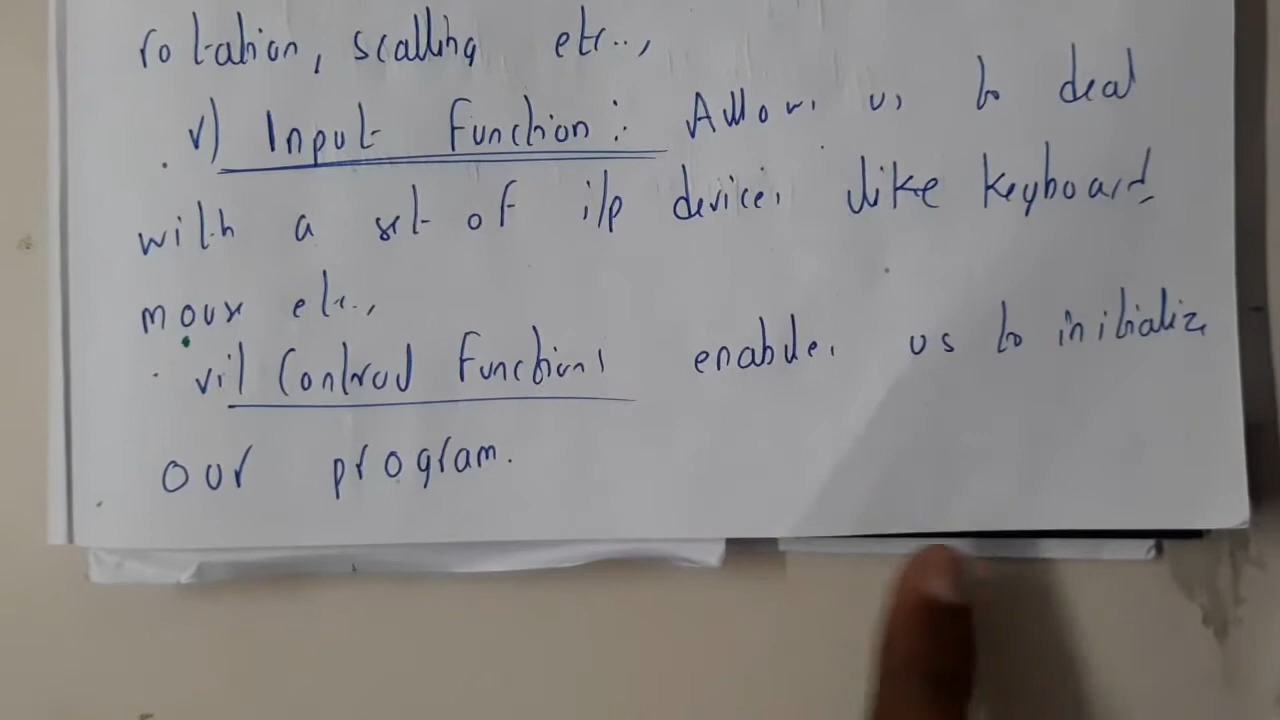 rotation, scalling etc..,
v) Input Function: Allows us to deal
with a set of i/p devices like keyboard
mouse etc..,
vi) Control Functions enables us to initialize
our program.